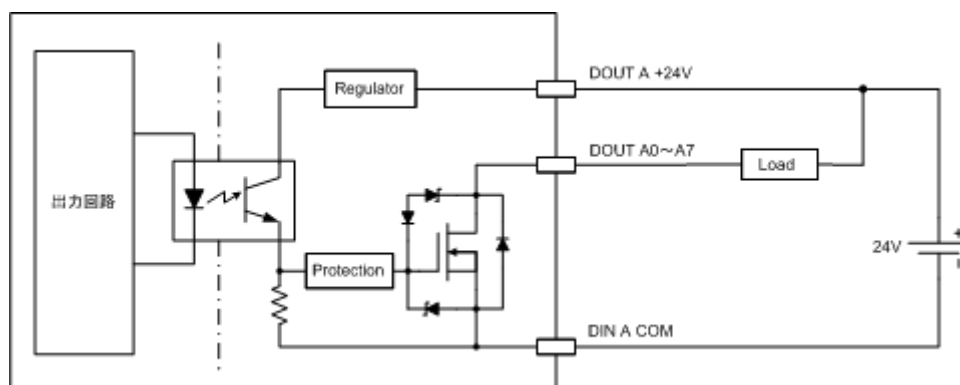 DOUT A +24V
Regulator
DOUT A0～A7
Load
出力回路
24V
+
Protection
DIN A COM